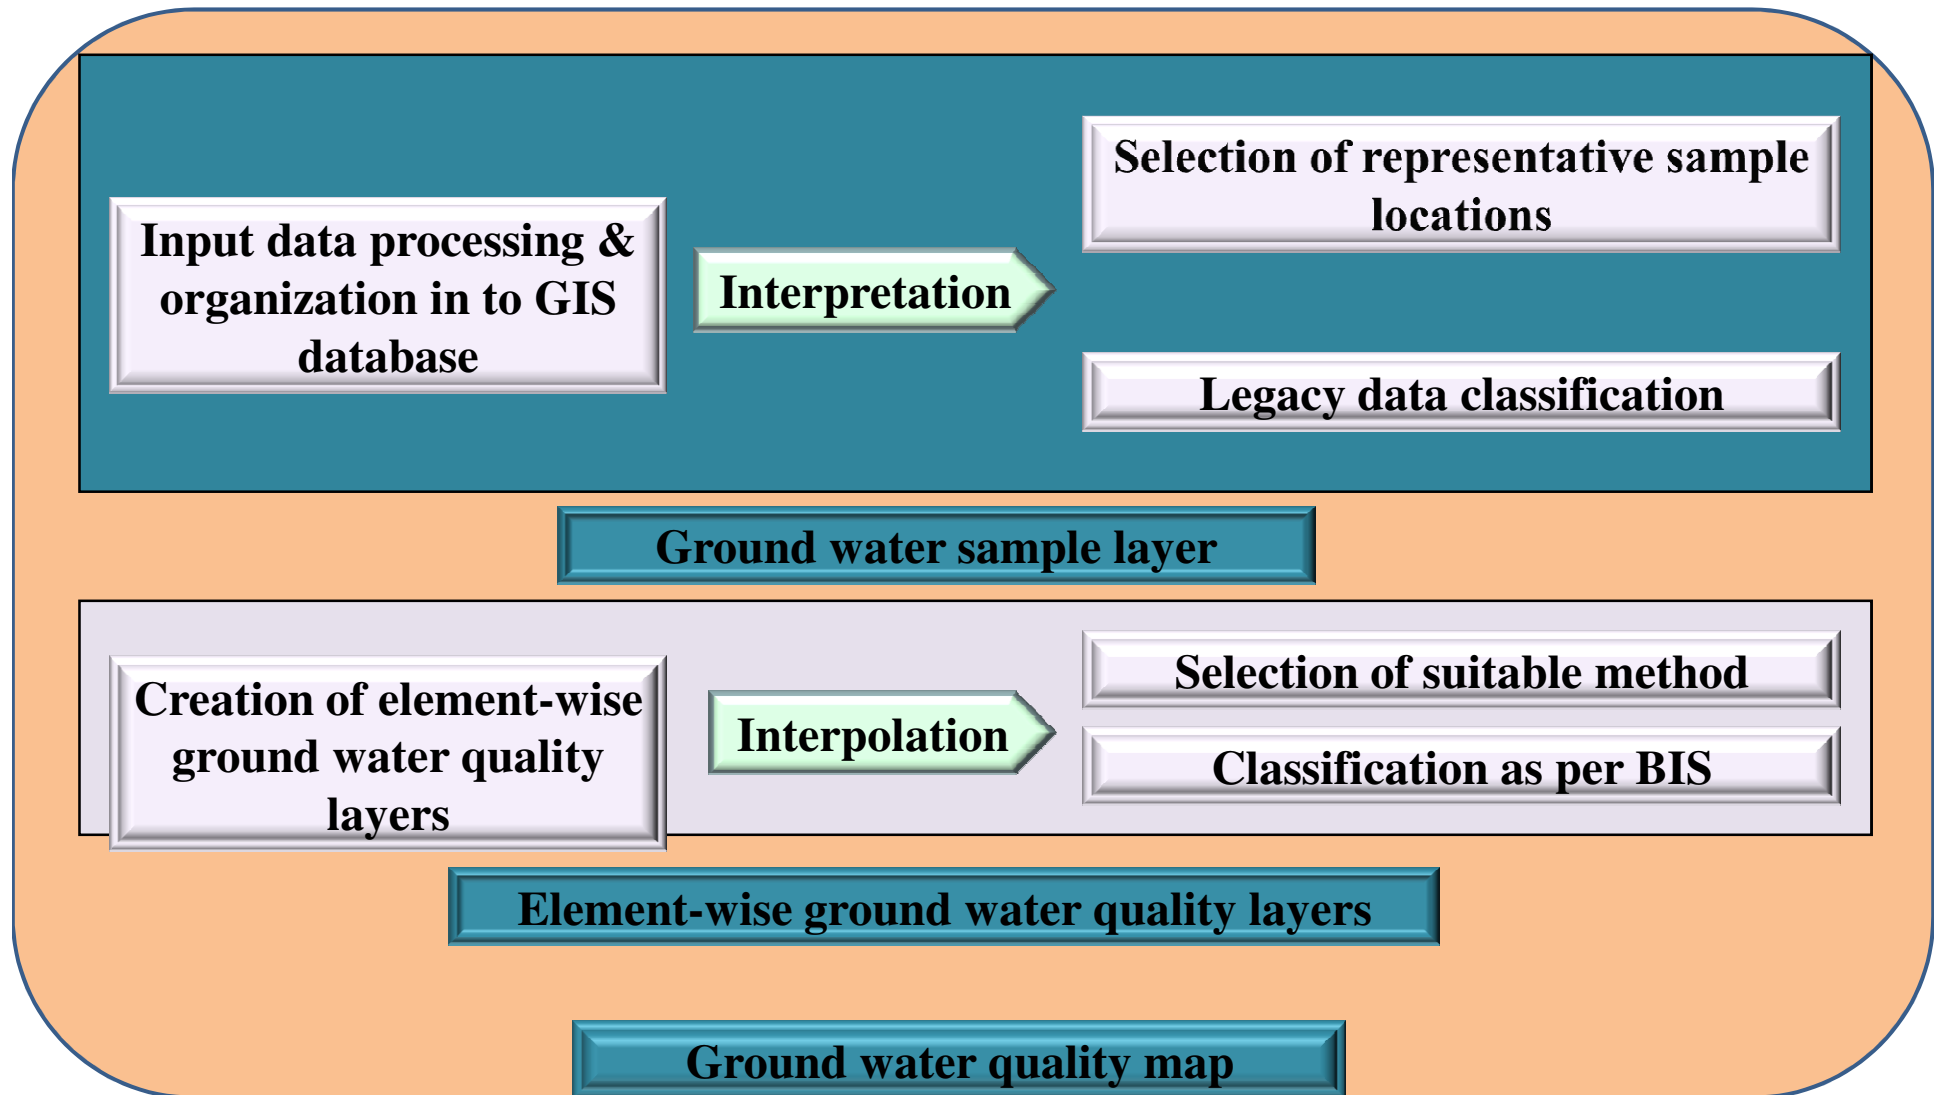 Input data processing &
organization in to GIS
database
Interpretation
Selection of representative sample
locations
Legacy data classification
Ground water sample layer
Creation of element-wise
ground water quality
layers
Interpolation
Selection of suitable method
Classification as per BIS
Element-wise ground water quality layers
Ground water quality map